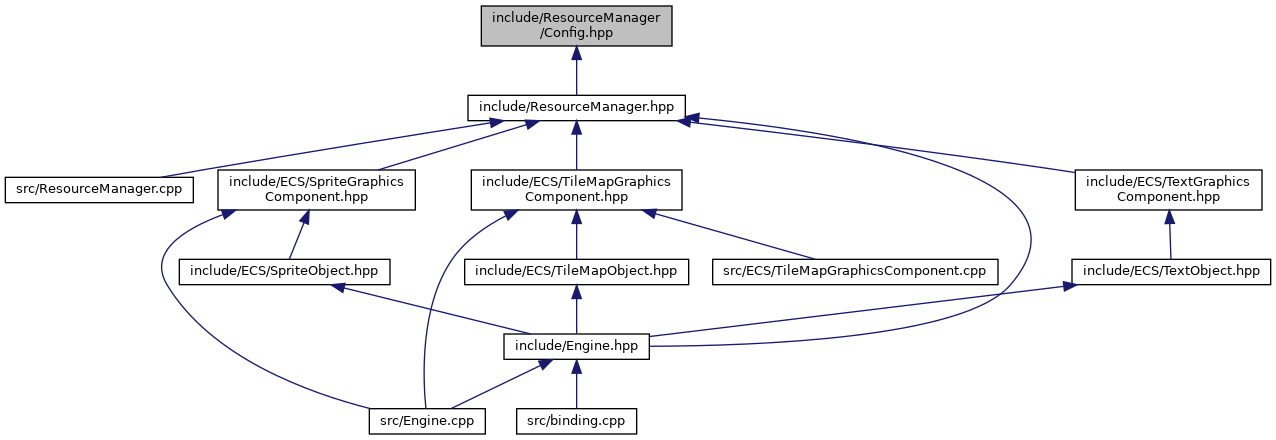 include/ResourceManager
/Config.hpp
include/ResourceManager.hpp
src/ResourceManager.cpp
include/ECS/SpriteGraphics
Component.hpp
include/ECS/TileMapGraphics
Component.hpp
include/ECS/TextGraphics
Component.hpp
include/ECS/SpriteObject.hpp
include/ECS/TileMapObject.hpp
src/ECS/TileMapGraphicsComponent.cpp
include/ECS/TextObject.hpp
include/Engine.hpp
src/Engine.cpp
src/binding.cpp